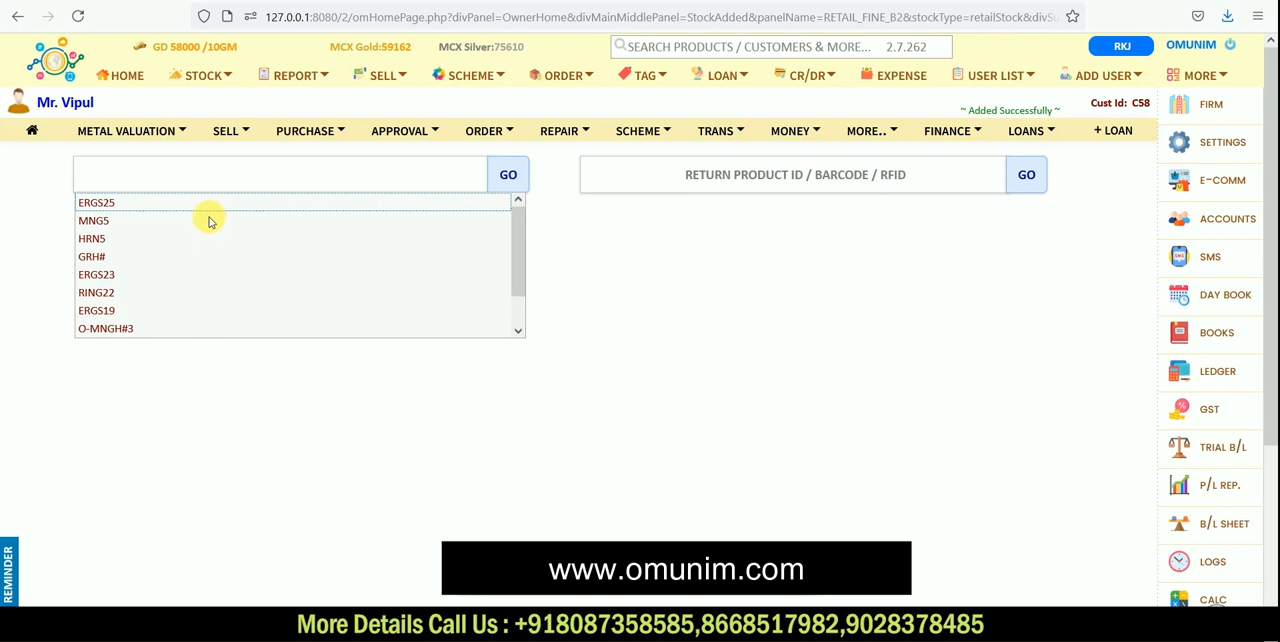 127.0.0.1:8080/2/omHomePage.php?divPanel=OwnerHome&divMainMiddlePanel=StockAdded&panelName=RETAIL_FINE_B2&stockType=retailStock&divSu
GD 58000 /10GM
MCX Gold:59162
MCX Silver:75610
SEARCH PRODUCTS / CUSTOMERS & MORE... 2.7.262
RKJ
OMUNIM
HOME
STOCK
REPORT
SELL
SCHEME
ORDER
TAG
LOAN
CR/DR
EXPENSE
USER LIST
ADD USER
MORE
Mr. Vipul
~ Added Successfully ~
Cust Id: C58
METAL VALUATION
SELL
PURCHASE
APPROVAL
ORDER
REPAIR
SCHEME
TRANS
MONEY
MORE..
FINANCE
LOANS
+ LOAN
GO
RETURN PRODUCT ID / BARCODE / RFID
GO
ERGS25
MNG5
HRN5
GRH#
ERGS23
RING22
ERGS19
O-MNGH#3
FIRM
SETTINGS
E-COMM
ACCOUNTS
SMS
DAY BOOK
BOOKS
LEDGER
GST
TRIAL B/L
P/L REP.
B/L SHEET
LOGS
CALC
REMINDER
www.omunim.com
More Details Call Us : +918087358585,8668517982,9028378485